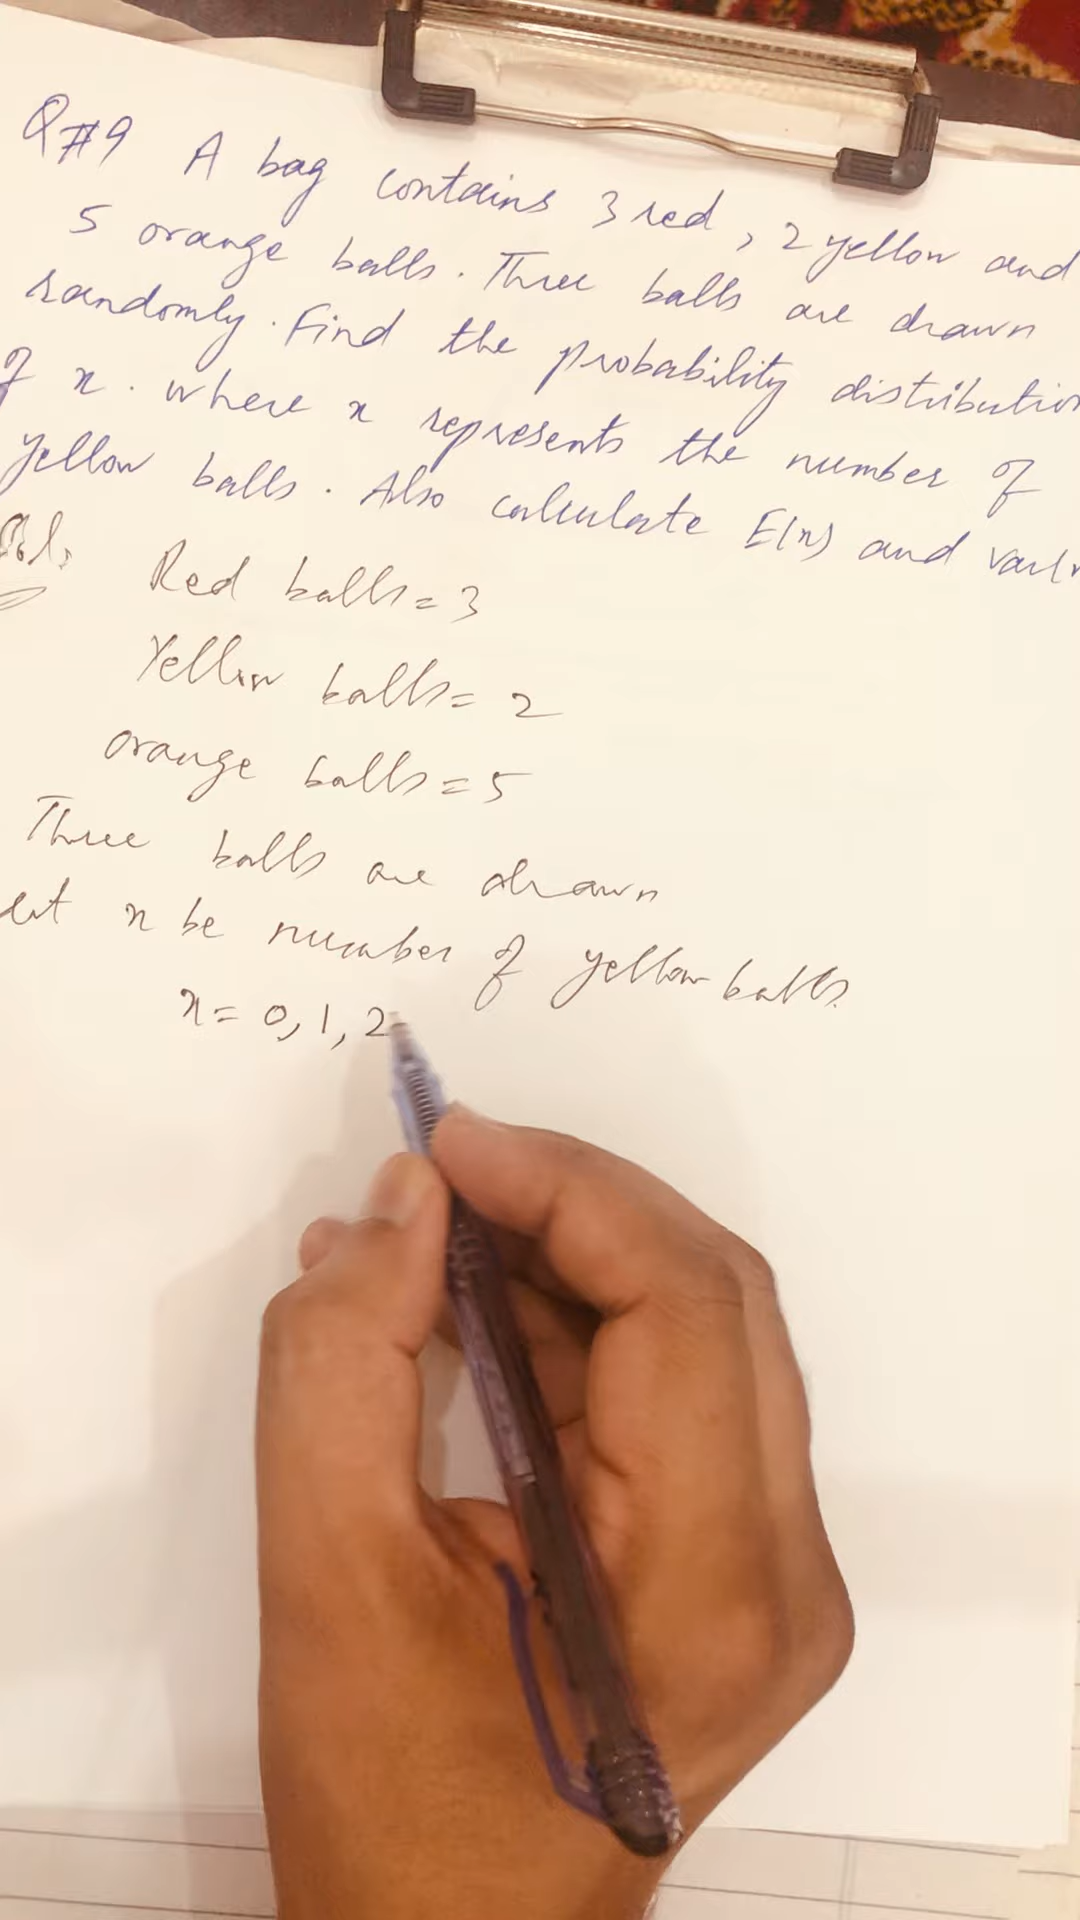 Q#9 A bag contains 3 red, 2 yellow and
5 orange balls. Three balls are drawn
randomly. Find the probability distribution
of x. where x represents the number of
yellow balls. Also calculate E(x) and var(x
Sol:
Red balls = 3
Yellow balls = 2
orange balls = 5
Three balls are drawn
let x be number of yellow balls.
x = 0, 1, 2